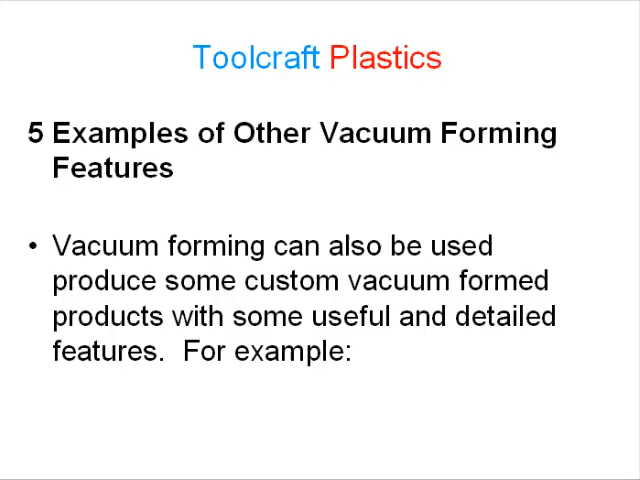 Toolcraft Plastics
5 Examples of Other Vacuum Forming
Features
• Vacuum forming can also be used
produce some custom vacuum formed
products with some useful and detailed
features.  For example: